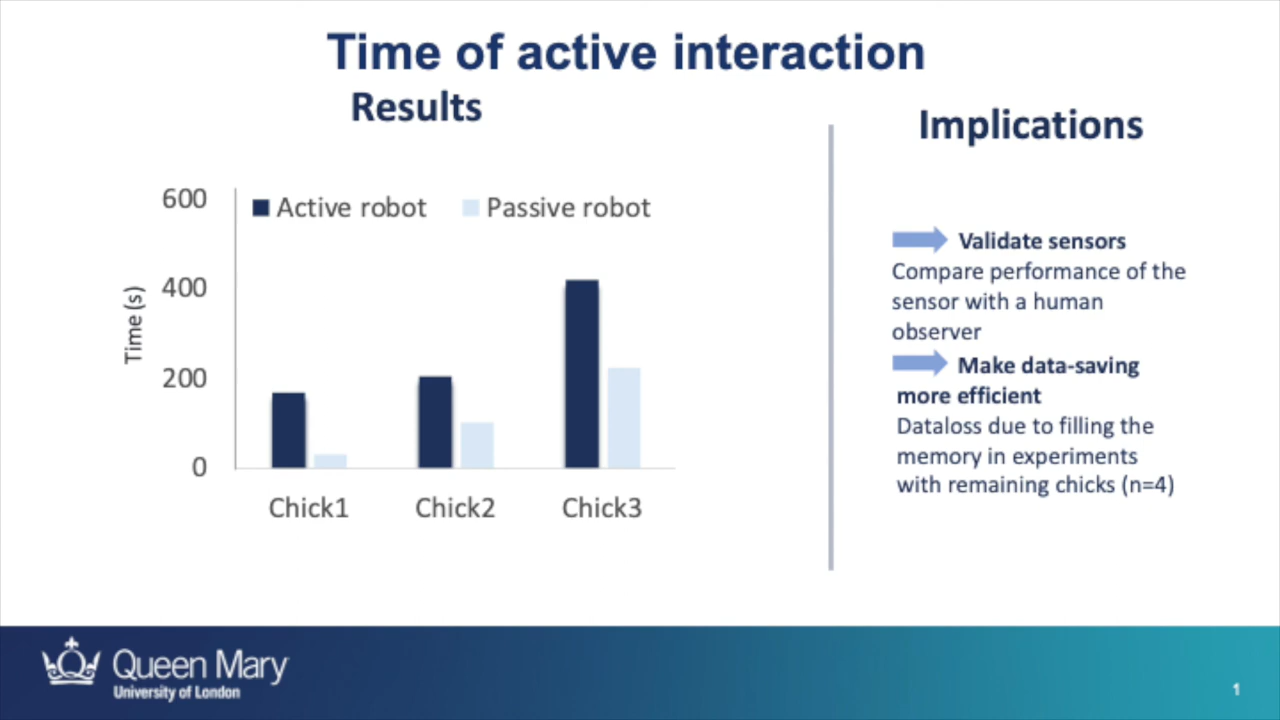 Time of active interaction
Results
Implications
600
Active robot
Passive robot
400
Time (s)
200
0
Chick1
Chick2
Chick3
Validate sensors
Compare performance of the
sensor with a human
observer
Make data-saving
more efficient
Dataloss due to filling the
memory in experiments
with remaining chicks (n=4)
Queen Mary
University of London
1